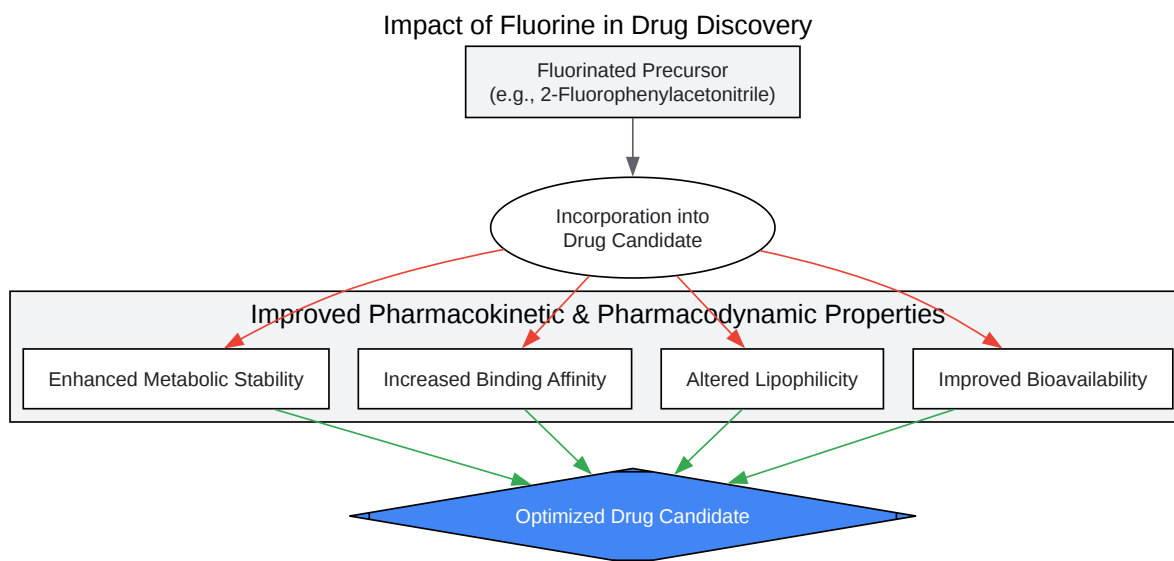 Impact of Fluorine in Drug Discovery
Fluorinated Precursor
(e.g., 2-Fluorophenylacetonitrile)
Incorporation into
Drug Candidate
Improved Pharmacokinetic & Pharmacodynamic Properties
Enhanced Metabolic Stability
Increased Binding Affinity
Altered Lipophilicity
Improved Bioavailability
Optimized Drug Candidate